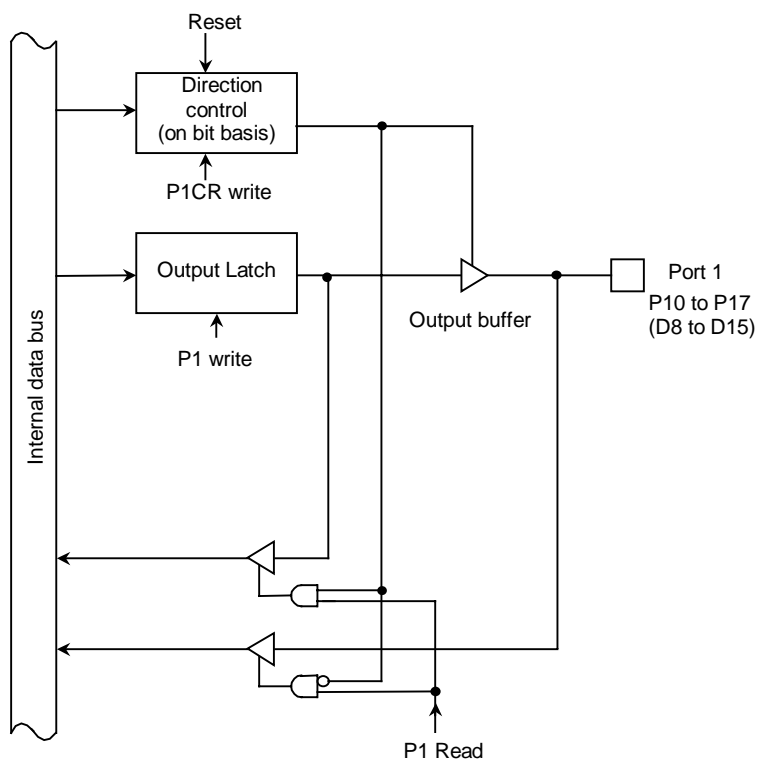 Reset
Direction
control
(on bit basis)
P1CR write
Output Latch
P1 write
Output buffer
Port 1
P10 to P17
(D8 to D15)
Internal data bus
P1 Read